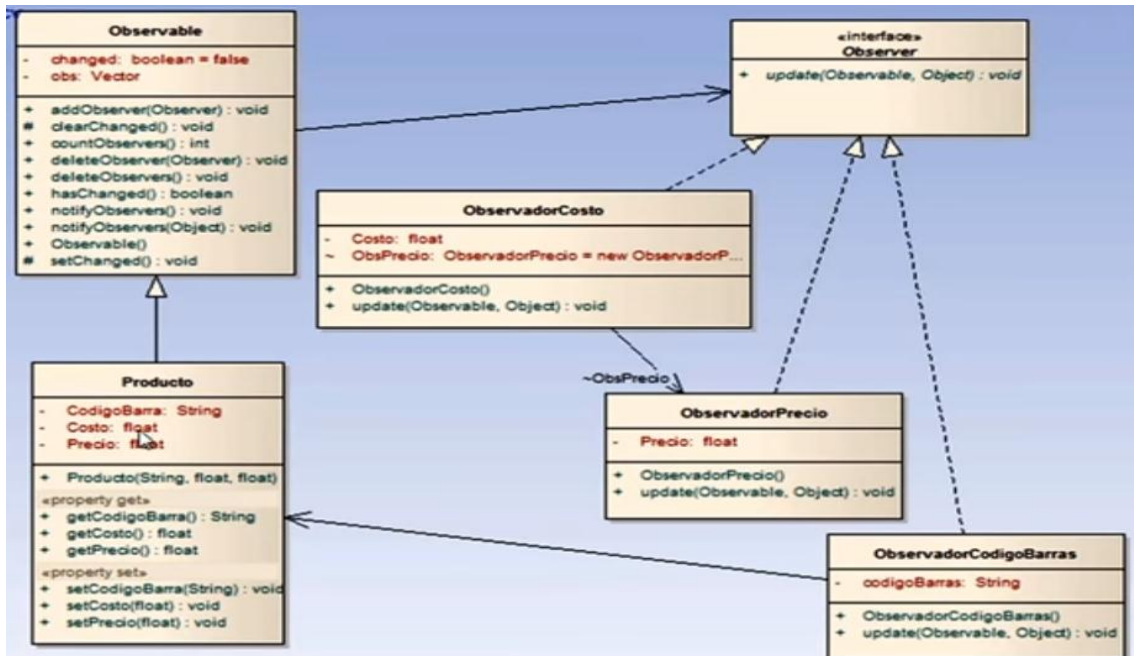 Observable
- changed: boolean = false
- obs: Vector
+ addObserver(Observer) : void
# clearChanged() : void
+ countObservers() : int
+ deleteObserver(Observer) : void
+ deleteObservers() : void
+ hasChanged() : boolean
+ notifyObservers() : void
+ notifyObservers(Object) : void
+ Observable()
# setChanged() : void
«interface»
Observer
+ update(Observable, Object) : void
ObservadorCosto
- Costo: float
~ ObsPrecio: ObservadorPrecio = new ObservadorP...
+ ObservadorCosto()
+ update(Observable, Object) : void
~ObsPrecio
Producto
- CodigoBarra: String
- Costo: float
- Precio: float
+ Producto(String, float, float)
«property get»
+ getCodigoBarra() : String
+ getCosto() : float
+ getPrecio() : float
«property set»
+ setCodigoBarra(String) : void
+ setCosto(float) : void
+ setPrecio(float) : void
ObservadorPrecio
- Precio: float
+ ObservadorPrecio()
+ update(Observable, Object) : void
ObservadorCodigoBarras
- codigoBarras: String
+ ObservadorCodigoBarras()
+ update(Observable, Object) : void